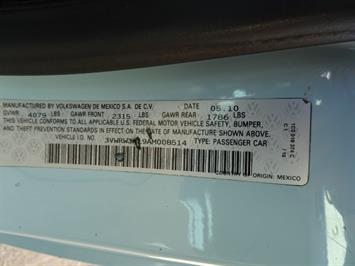 MANUFACTURED BY VOLKSWAGEN DE MEXICO S.A. DE C.V. 05.10
GVWR 4079 LBS GAWR FRONT 2315 LBS GAWR REAR 1786 LBS
THIS VEHICLE CONFORMS TO ALL APPLICABLE U.S. FEDERAL MOTOR VEHICLE SAFETY, BUMPER,
AND THEFT PREVENTION STANDARDS IN EFFECT ON THE DATE OF MANUFACTURE SHOWN ABOVE.
VEHICLE I.D. NO. TYPE: PASSENGER CAR
COUNTRY OF ORIGIN: MEXICO